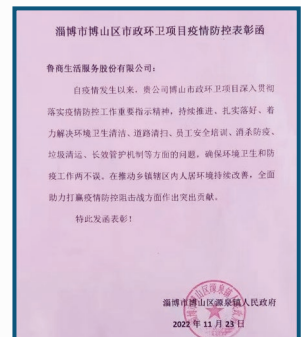 淄博市博山区市政环卫项目疫情防控表彰函
鲁商生活服务股份有限公司：
自疫情发生以来，贵公司博山市政环卫项目深入贯彻
落实疫情防控工作重要指示精神，持续推进、扎实落好、着
力解决环境卫生清洁、道路清扫、员工安全培训、消杀防疫、
垃圾清运、长效管护机制等方面的问题，确保环境卫生和防
疫工作两不误，在推动乡镇辖区内人居环境持续改善，全面
助力打赢疫情防控阻击战方面作出突出贡献。
特此发函表彰！
淄博市博山区源泉镇人民政府
2022 年 11 月 23 日